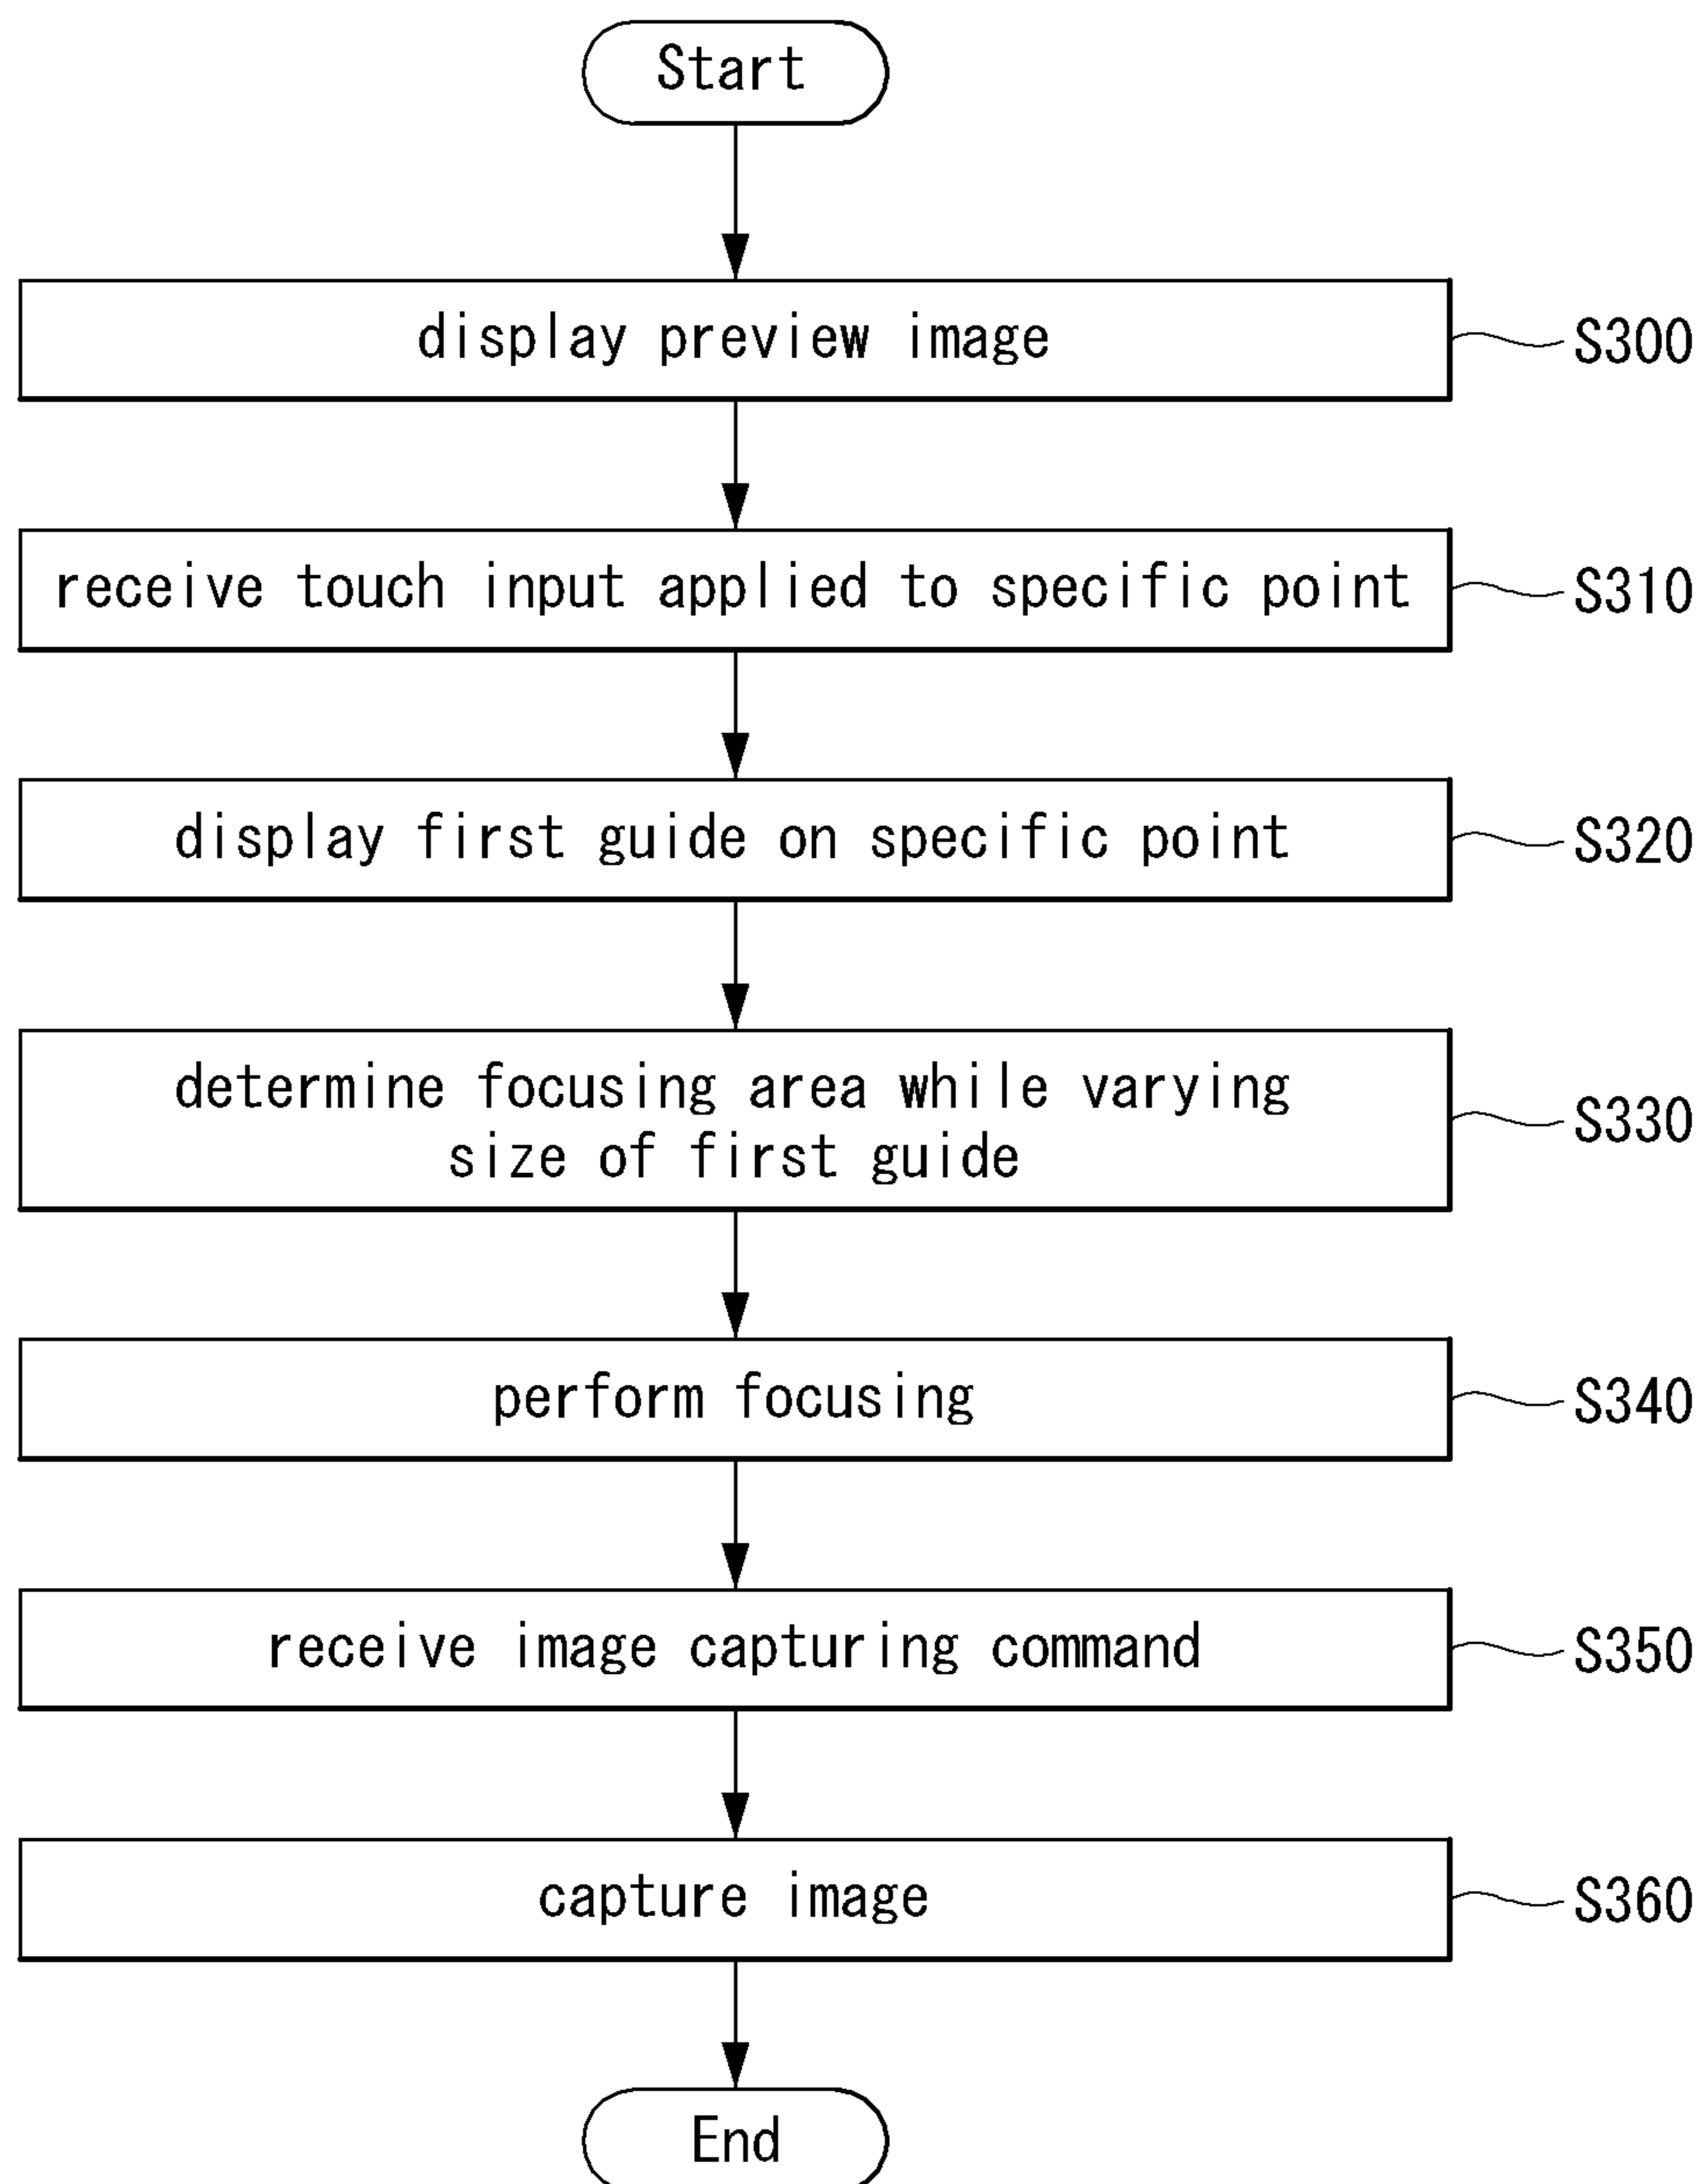 Start
display preview image
S300
receive touch input applied to specific point
S310
display first guide on specific point
S320
determine focusing area while varying
size of first guide
S330
perform focusing
S340
receive image capturing command
S350
capture image
S360
End